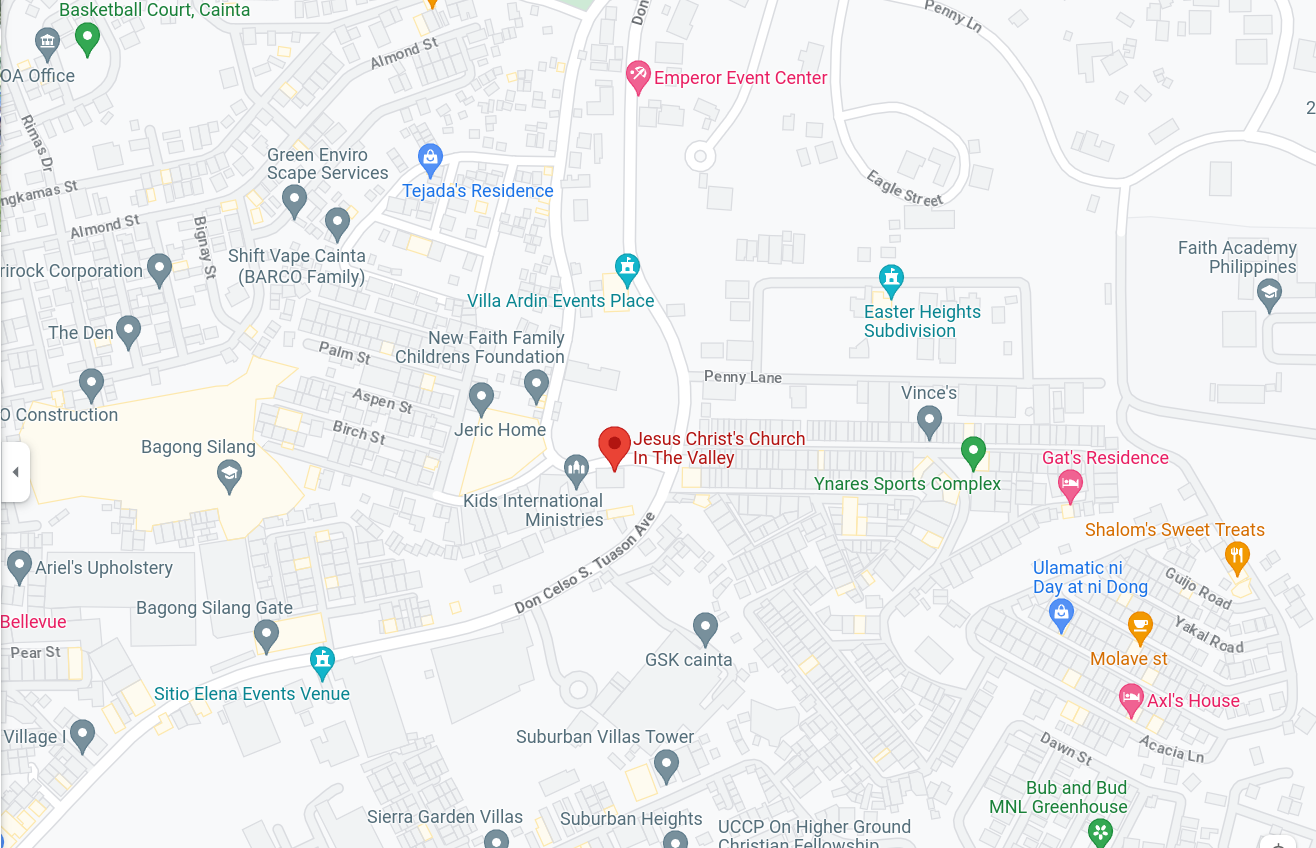 Basketball Court, Cainta
Penny Ln
Don
Almond St
OA Office
Emperor Event Center
2
Rimas Dr
Green Enviro
Scape Services
Tejada's Residence
Eagle Street
ngkamas St
Almond St
Bignay St
Shift Vape Cainta
(BARCO Family)
rirock Corporation
Faith Academy
Philippines
Villa Ardin Events Place
Easter Heights
Subdivision
The Den
New Faith Family
Childrens Foundation
Palm St
Penny Lane
Vince's
Aspen St
O Construction
Jeric Home
Birch St
Bagong Silang
Jesus Christ's Church
In The Valley
Gat's Residence
Ynares Sports Complex
Kids International
Ministries
Shalom's Sweet Treats
Don Celso S. Tuason Ave
Ariel's Upholstery
Ulamatic ni
Day at ni Dong
Guijo Road
Bagong Silang Gate
Bellevue
Yakal Road
Pear St
GSK cainta
Molave st
Sitio Elena Events Venue
Axl's House
Village I
Suburban Villas Tower
Dawn St
Acacia Ln
Bub and Bud
MNL Greenhouse
Sierra Garden Villas
Suburban Heights
UCCP On Higher Ground
Christian Fellowship